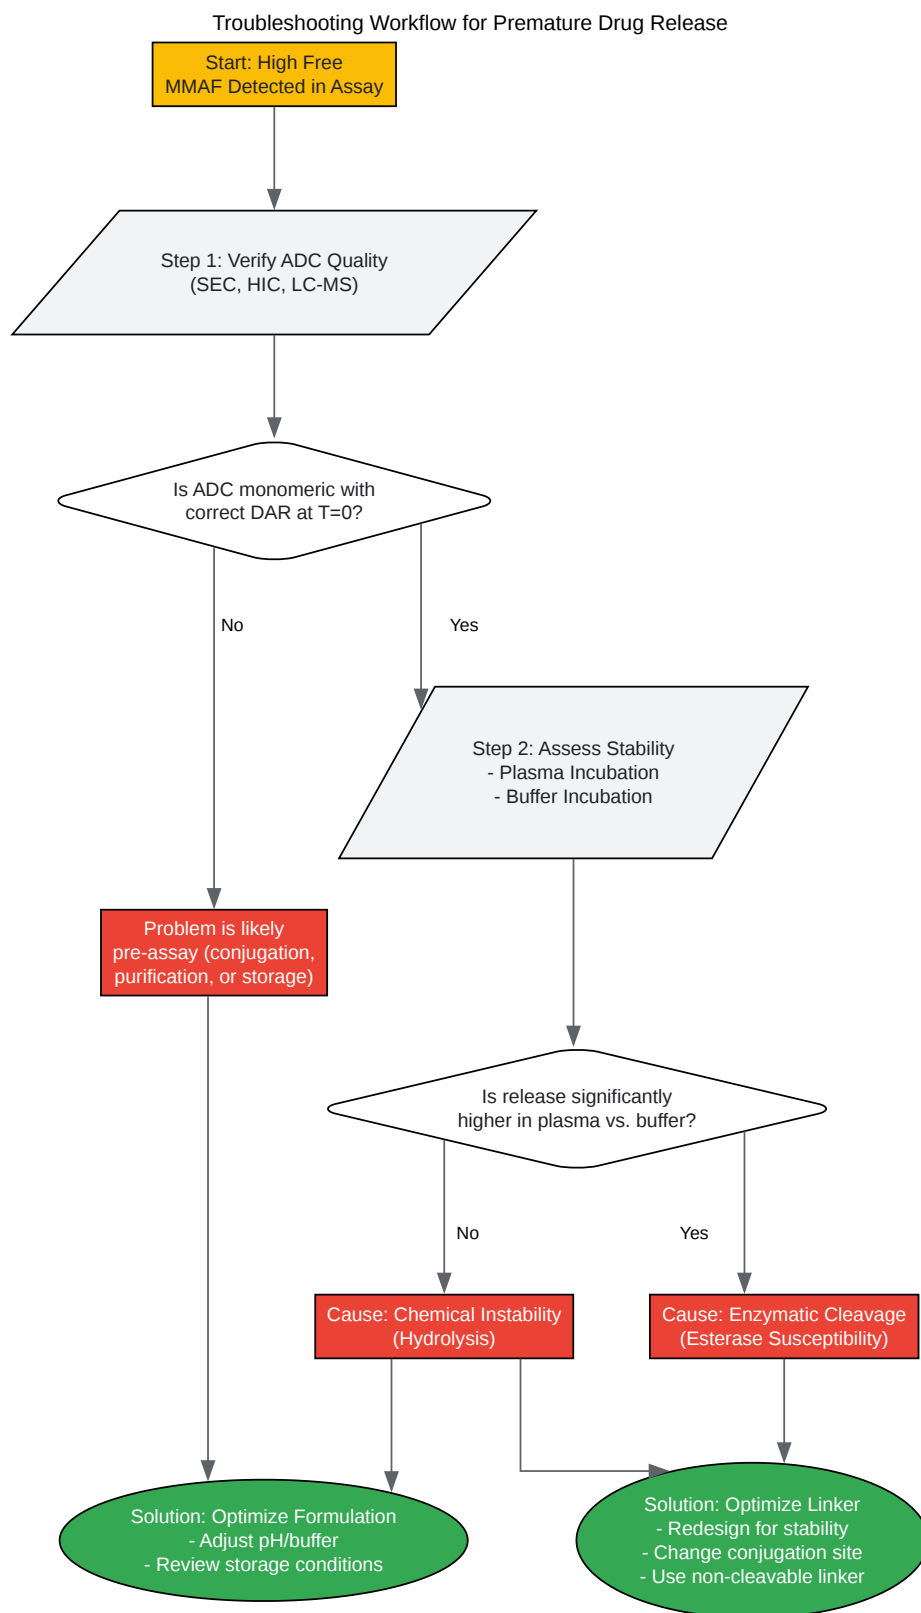 Troubleshooting Workflow for Premature Drug Release
Start: High Free
MMAF Detected in Assay
Step 1: Verify ADC Quality
(SEC, HIC, LC-MS)
Is ADC monomeric with
correct DAR at T=0?
No
Yes
Step 2: Assess Stability
- Plasma Incubation
- Buffer Incubation
Problem is likely
pre-assay (conjugation,
purification, or storage)
Is release significantly
higher in plasma vs. buffer?
No
Yes
Cause: Chemical Instability
(Hydrolysis)
Cause: Enzymatic Cleavage
(Esterase Susceptibility)
Solution: Optimize Formulation
- Adjust pH/buffer
- Review storage conditions
Solution: Optimize Linker
- Redesign for stability
- Change conjugation site
- Use non-cleavable linker